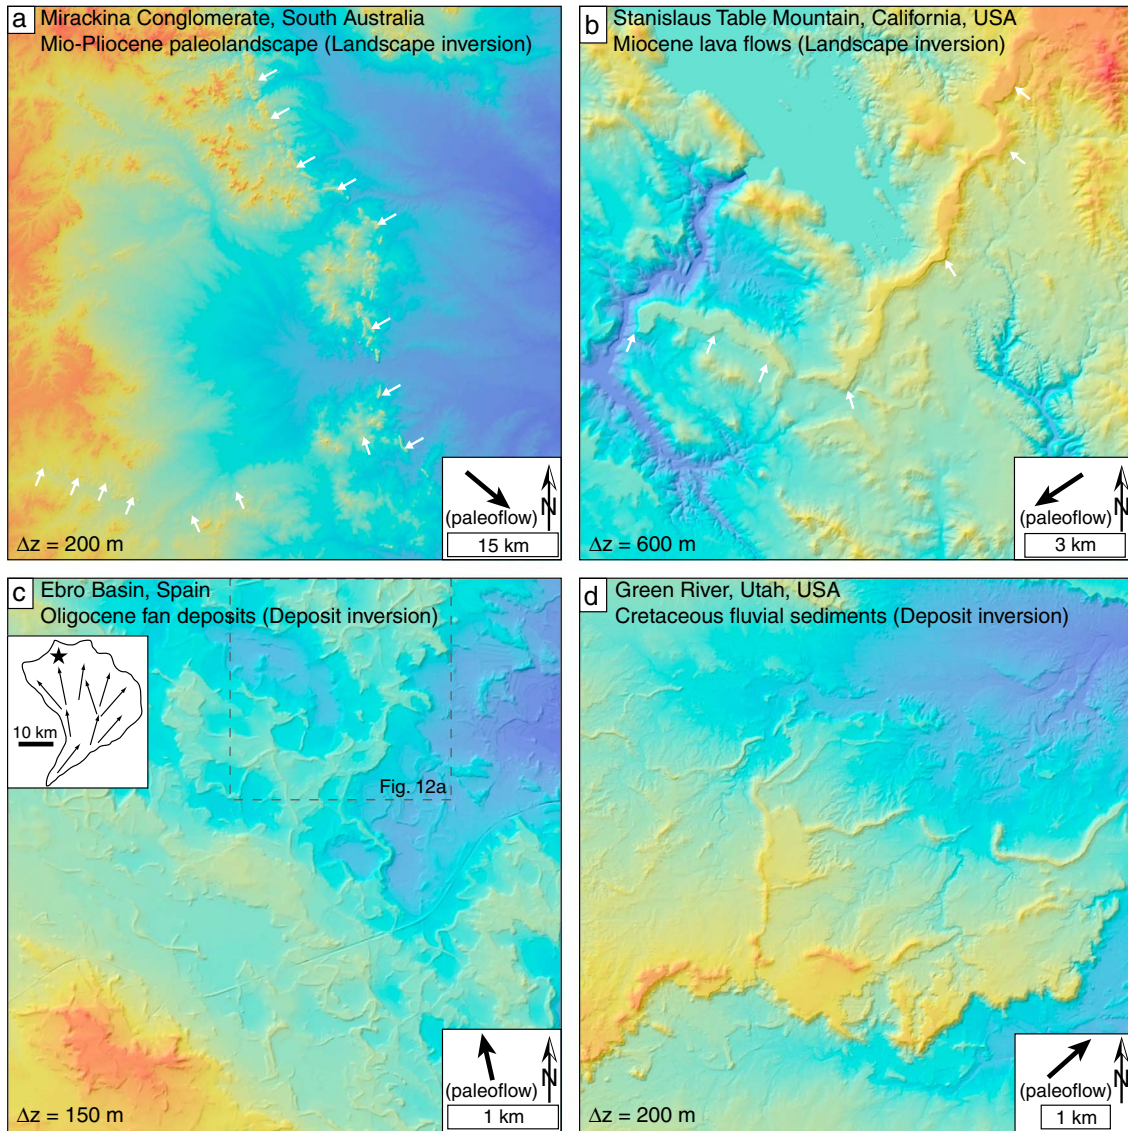 a
Mirackina Conglomerate, South Australia
Mio-Pliocene paleolandscape (Landscape inversion)
(paleoflow)
N
15 km
Δz = 200 m
b
Stanislaus Table Mountain, California, USA
Miocene lava flows (Landscape inversion)
(paleoflow)
N
3 km
Δz = 600 m
c
Ebro Basin, Spain
Oligocene fan deposits (Deposit inversion)
10 km
Fig. 12a
(paleoflow)
N
1 km
Δz = 150 m
d
Green River, Utah, USA
Cretaceous fluvial sediments (Deposit inversion)
(paleoflow)
N
1 km
Δz = 200 m